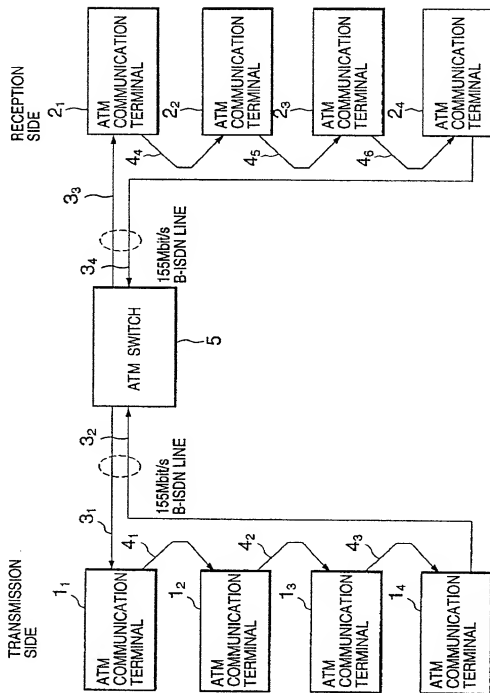 TRANSMISSION
SIDE
RECEPTION
SIDE
1₁
ATM
COMMUNICATION
TERMINAL
4₁
1₂
ATM
COMMUNICATION
TERMINAL
4₂
1₃
ATM
COMMUNICATION
TERMINAL
4₃
1₄
ATM
COMMUNICATION
TERMINAL
3₁
3₂
155Mbit/s
B-ISDN LINE
ATM SWITCH
5
3₃
3₄
155Mbit/s
B-ISDN LINE
2₁
ATM
COMMUNICATION
TERMINAL
4₄
2₂
ATM
COMMUNICATION
TERMINAL
4₅
2₃
ATM
COMMUNICATION
TERMINAL
4₆
2₄
ATM
COMMUNICATION
TERMINAL